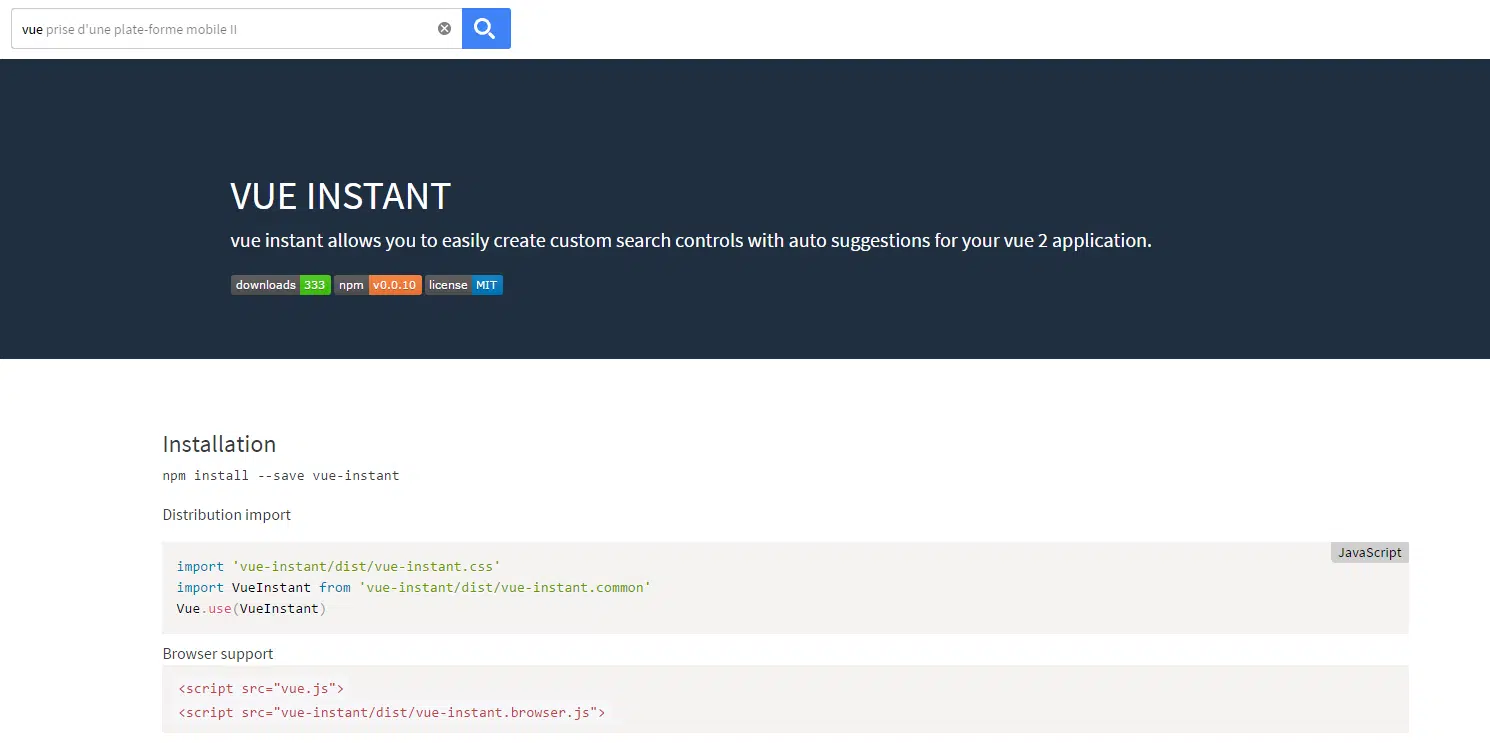 vue prise d'une plate-forme mobile II
VUE INSTANT
vue instant allows you to easily create custom search controls with auto suggestions for your vue 2 application.
downloads 333 npm v0.0.10 license MIT
Installation
npm install --save vue-instant
Distribution import
JavaScript
import 'vue-instant/dist/vue-instant.css'
import VueInstant from 'vue-instant/dist/vue-instant.common'
Vue.use(VueInstant)
Browser support
<script src="vue.js">
<script src="vue-instant/dist/vue-instant.browser.js">